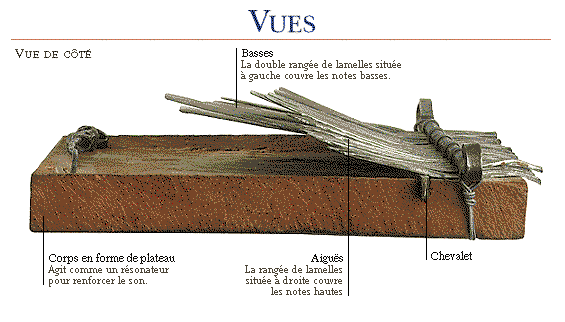 VUES
VUE DE CÔTÉ
Basses
La double rangée de lamelles située
à gauche couvre les notes basses.
Corps en forme de plateau
Agit comme un résonateur
pour renforcer le son.
Aiguës
La rangée de lamelles
située à droite couvre
les notes hautes
Chevalet